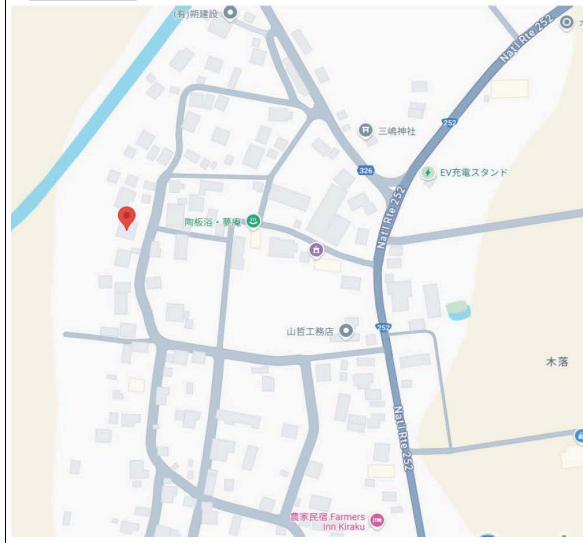 (有)朔建設
Nat'l Rte 252
252
三嶋神社
326
EV充電スタンド
陶板浴・夢庵
Nat'l Rte 252
山哲工務店
252
木落
Nat'l Rte 252
農家民宿 Farmers
Inn Kiraku